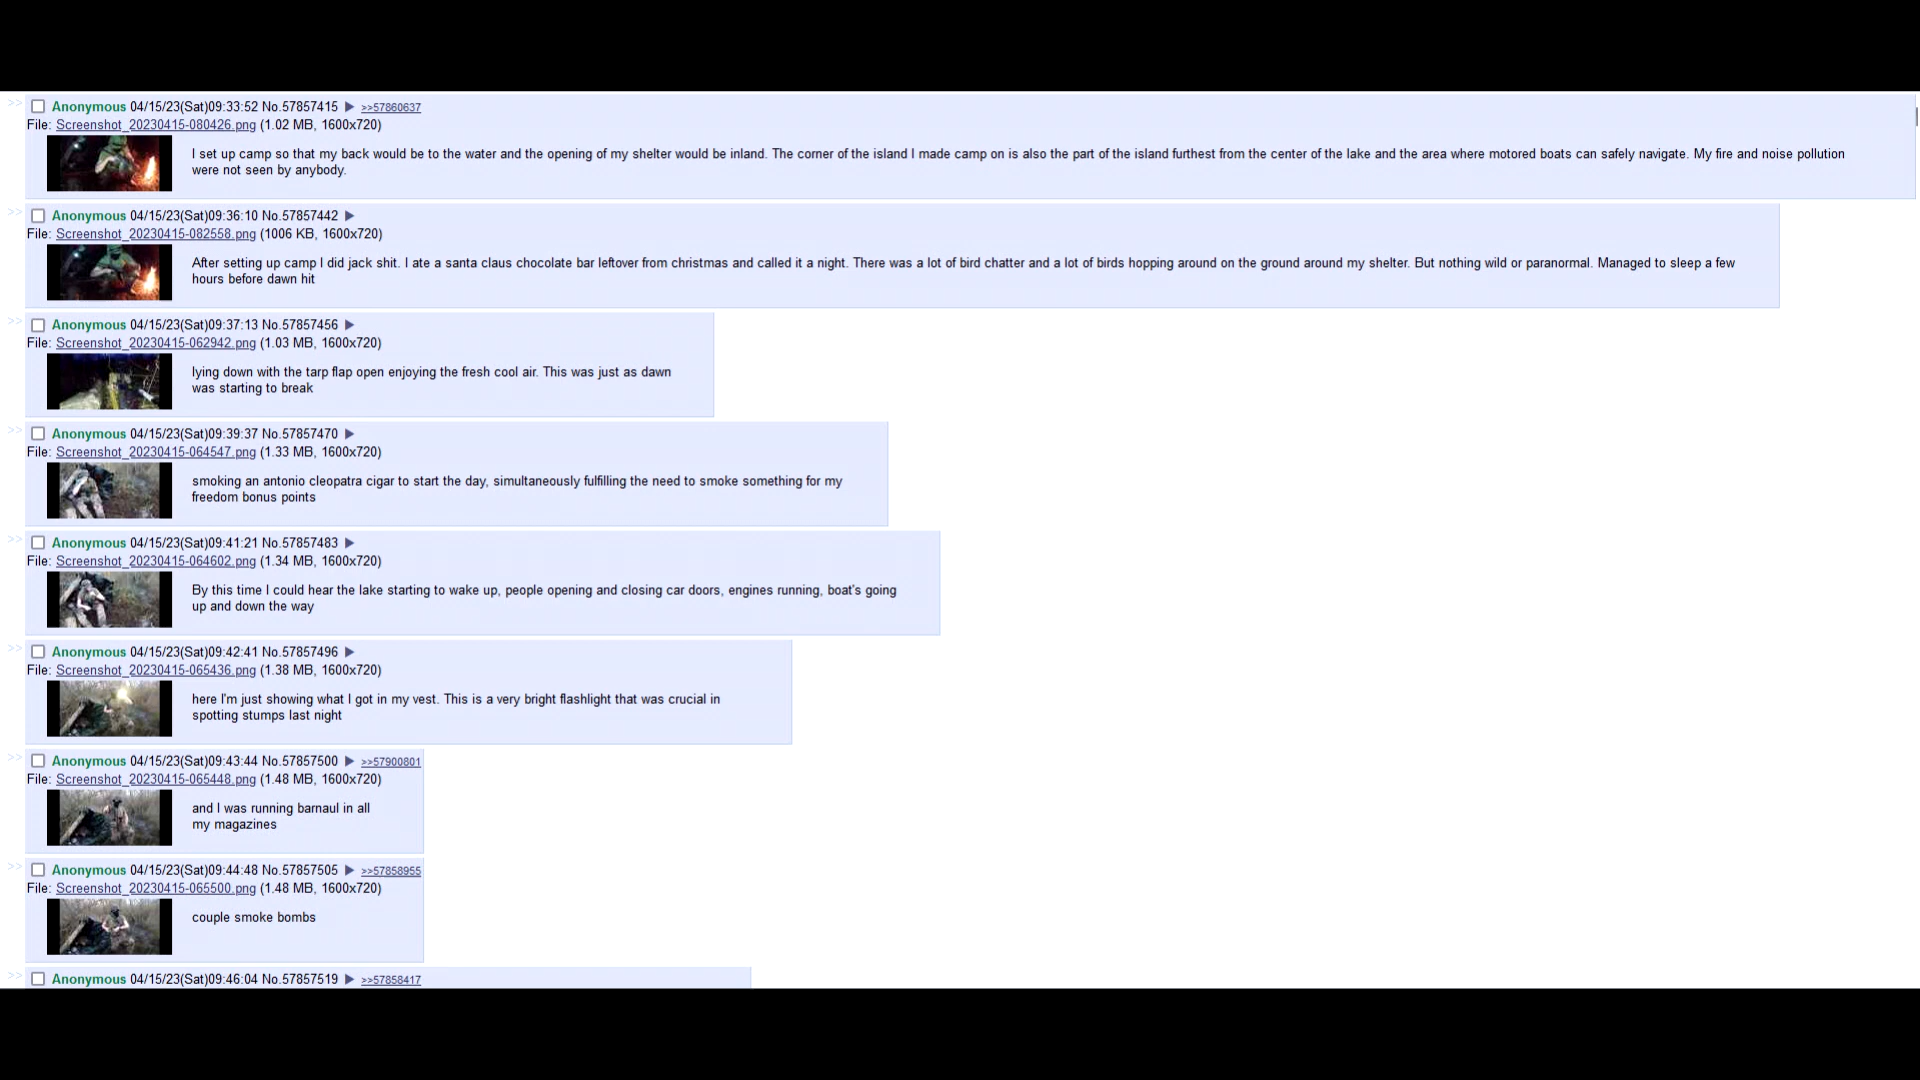 >> Anonymous 04/15/23(Sat)09:33:52 No.57857415 ▶ >>57860637
File: Screenshot_20230415-080426.png (1.02 MB, 1600x720)
I set up camp so that my back would be to the water and the opening of my shelter would be inland. The corner of the island I made camp on is also the part of the island furthest from the center of the lake and the area where motored boats can safely navigate. My fire and noise pollution
were not seen by anybody.
>> Anonymous 04/15/23(Sat)09:36:10 No.57857442 ▶
File: Screenshot_20230415-082558.png (1006 KB, 1600x720)
After setting up camp I did jack shit. I ate a santa claus chocolate bar leftover from christmas and called it a night. There was a lot of bird chatter and a lot of birds hopping around on the ground around my shelter. But nothing wild or paranormal. Managed to sleep a few
hours before dawn hit
>> Anonymous 04/15/23(Sat)09:37:13 No.57857456 ▶
File: Screenshot_20230415-062942.png (1.03 MB, 1600x720)
lying down with the tarp flap open enjoying the fresh cool air. This was just as dawn
was starting to break
>> Anonymous 04/15/23(Sat)09:39:37 No.57857470 ▶
File: Screenshot_20230415-064547.png (1.33 MB, 1600x720)
smoking an antonio cleopatra cigar to start the day, simultaneously fulfilling the need to smoke something for my
freedom bonus points
>> Anonymous 04/15/23(Sat)09:41:21 No.57857483 ▶
File: Screenshot_20230415-064602.png (1.34 MB, 1600x720)
By this time I could hear the lake starting to wake up, people opening and closing car doors, engines running, boat's going
up and down the way
>> Anonymous 04/15/23(Sat)09:42:41 No.57857496 ▶
File: Screenshot_20230415-065436.png (1.38 MB, 1600x720)
here I'm just showing what I got in my vest. This is a very bright flashlight that was crucial in
spotting stumps last night
>> Anonymous 04/15/23(Sat)09:43:44 No.57857500 ▶ >>57900801
File: Screenshot_20230415-065448.png (1.48 MB, 1600x720)
and I was running barnaul in all
my magazines
>> Anonymous 04/15/23(Sat)09:44:48 No.57857505 ▶ >>57858955
File: Screenshot_20230415-065500.png (1.48 MB, 1600x720)
couple smoke bombs
>> Anonymous 04/15/23(Sat)09:46:04 No.57857519 ▶ >>57858417